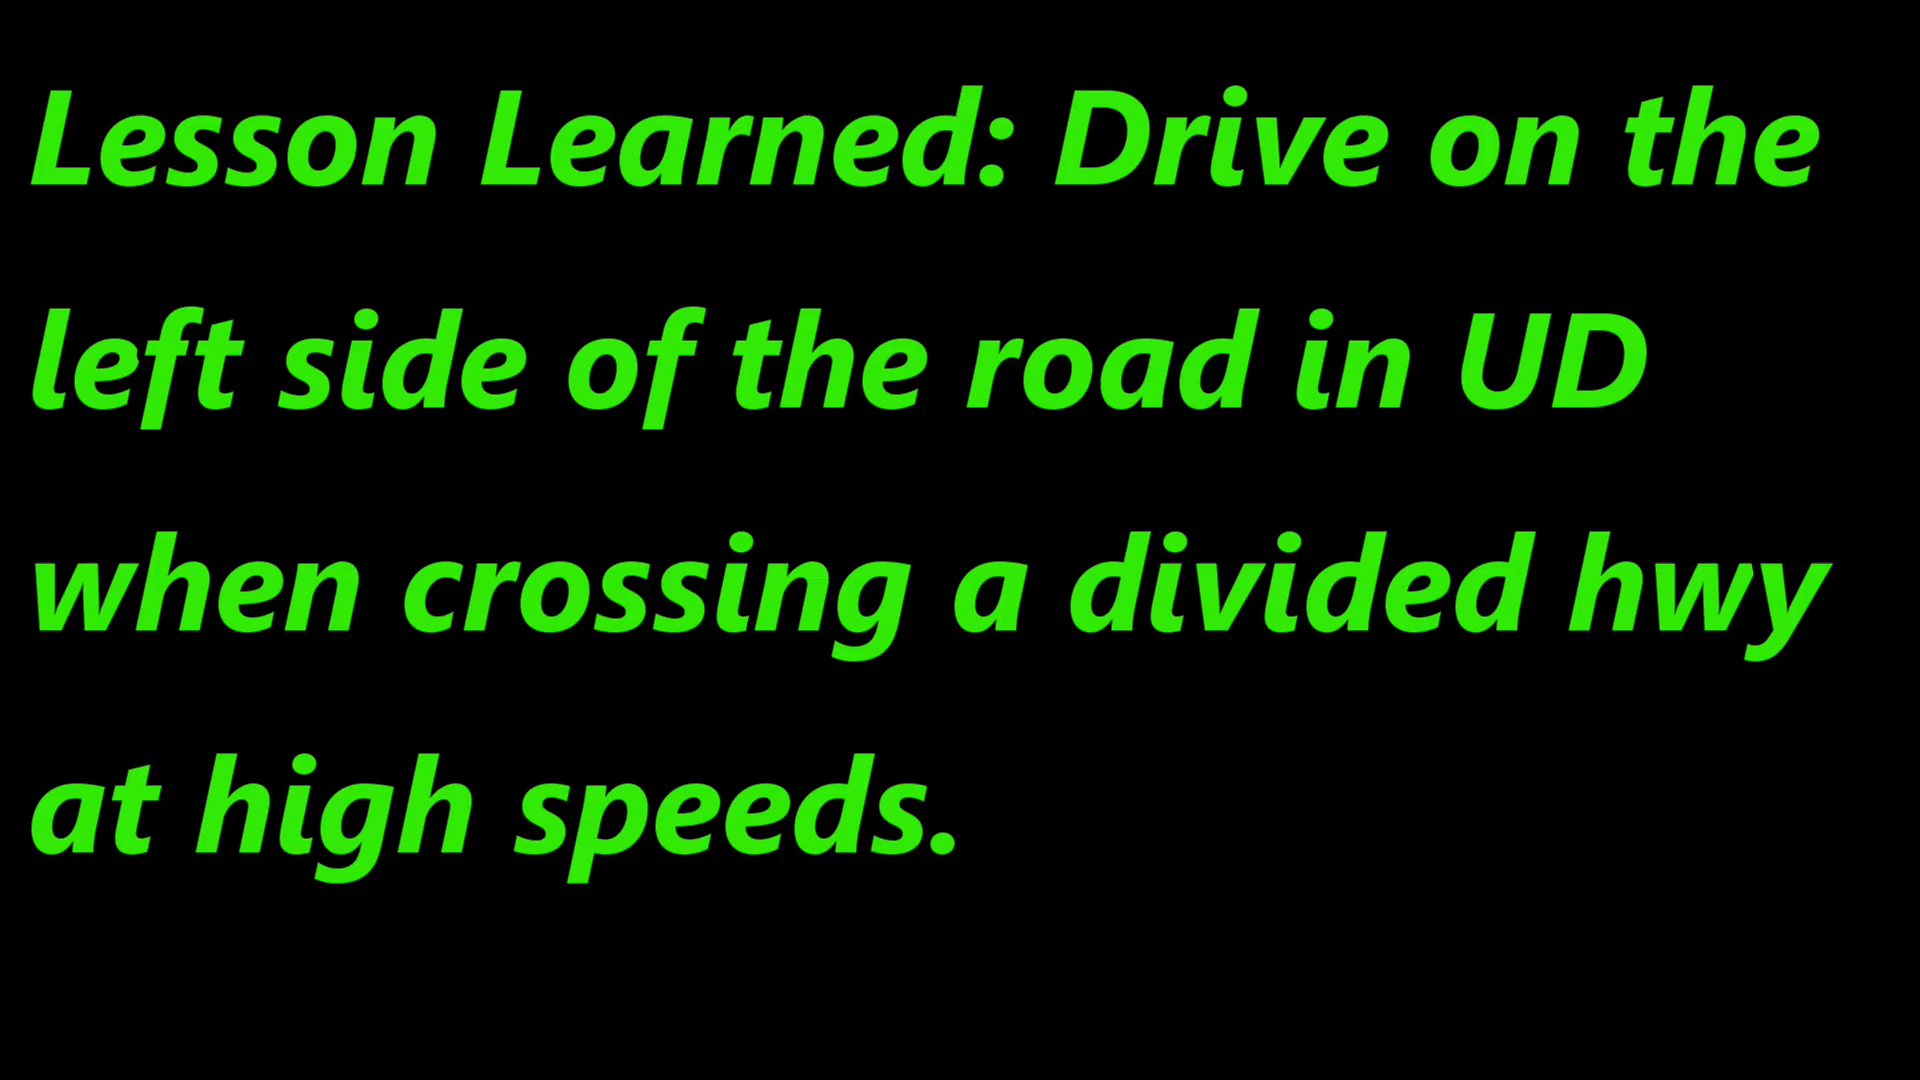 Lesson Learned: Drive on the
left side of the road in UD
when crossing a divided hwy
at high speeds.